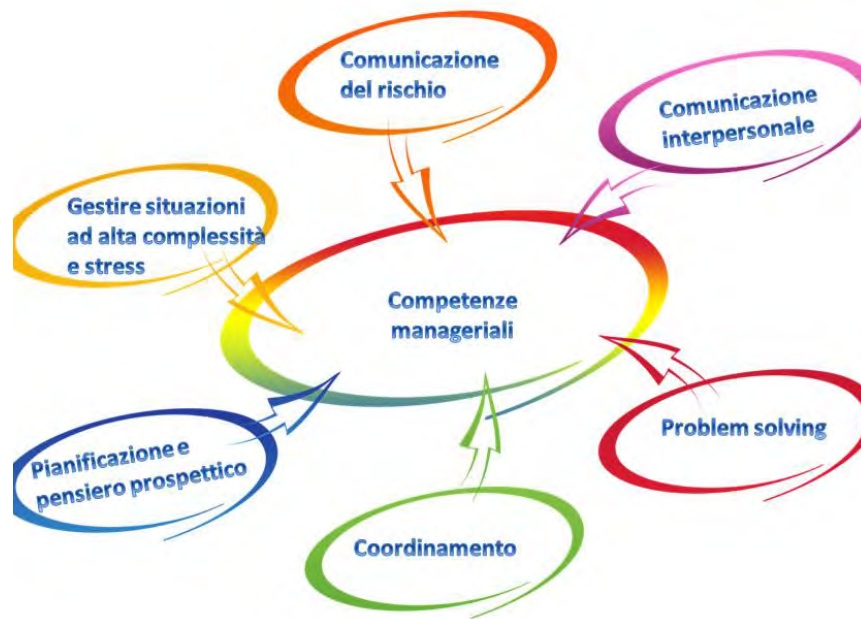 Comunicazione
del rischio
Comunicazione
interpersonale
Gestire situazioni
ad alta complessità
e stress
Competenze
manageriali
Problem solving
Pianificazione e
pensiero prospettico
Coordinamento